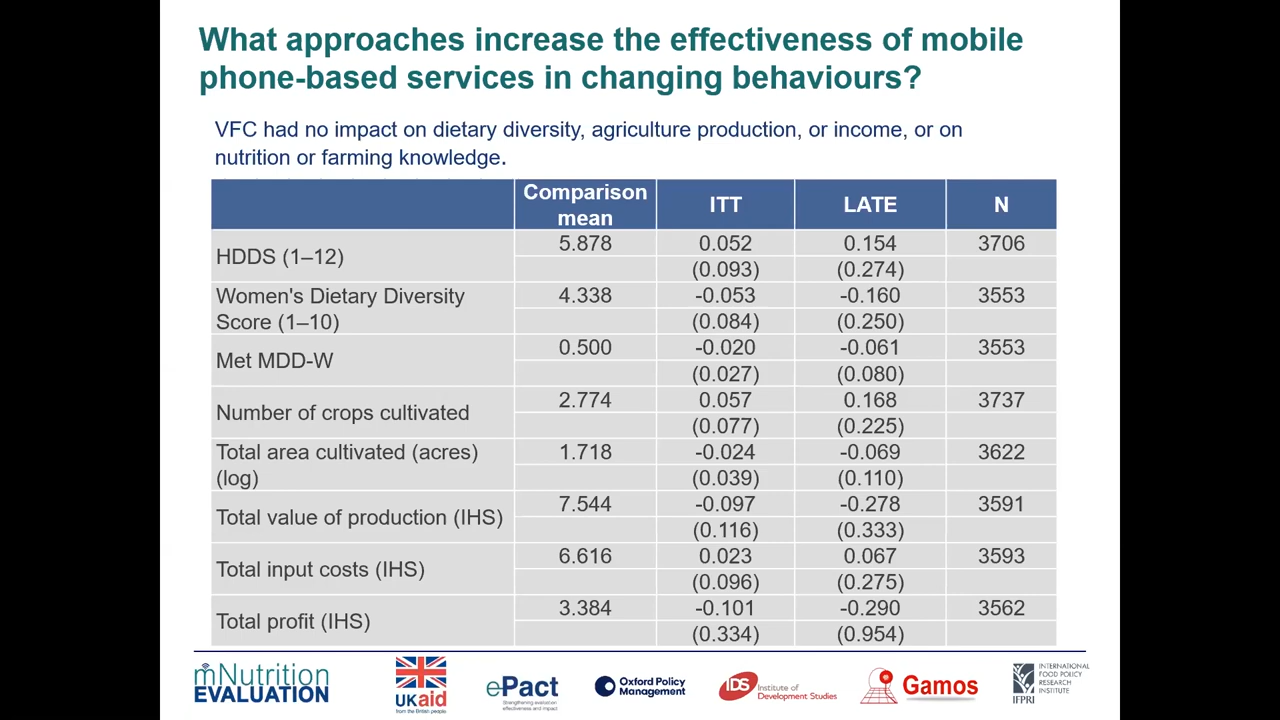 What approaches increase the effectiveness of mobile
phone-based services in changing behaviours?
VFC had no impact on dietary diversity, agriculture production, or income, or on
nutrition or farming knowledge.
Comparison mean ITT LATE N
HDDS (1–12) 5.878 0.052 0.154 3706
(0.093) (0.274)
Women's Dietary Diversity Score (1–10) 4.338 -0.053 -0.160 3553
(0.084) (0.250)
Met MDD-W 0.500 -0.020 -0.061 3553
(0.027) (0.080)
Number of crops cultivated 2.774 0.057 0.168 3737
(0.077) (0.225)
Total area cultivated (acres) (log) 1.718 -0.024 -0.069 3622
(0.039) (0.110)
Total value of production (IHS) 7.544 -0.097 -0.278 3591
(0.116) (0.333)
Total input costs (IHS) 6.616 0.023 0.067 3593
(0.096) (0.275)
Total profit (IHS) 3.384 -0.101 -0.290 3562
(0.334) (0.954)
mNutrition
EVALUATION
UKaid
from the British people
ePact
Strengthening evaluation
effectiveness and impact
Oxford Policy
Management
IDS Institute of
Development Studies
Gamos
IFPRI
INTERNATIONAL
FOOD POLICY
RESEARCH
INSTITUTE